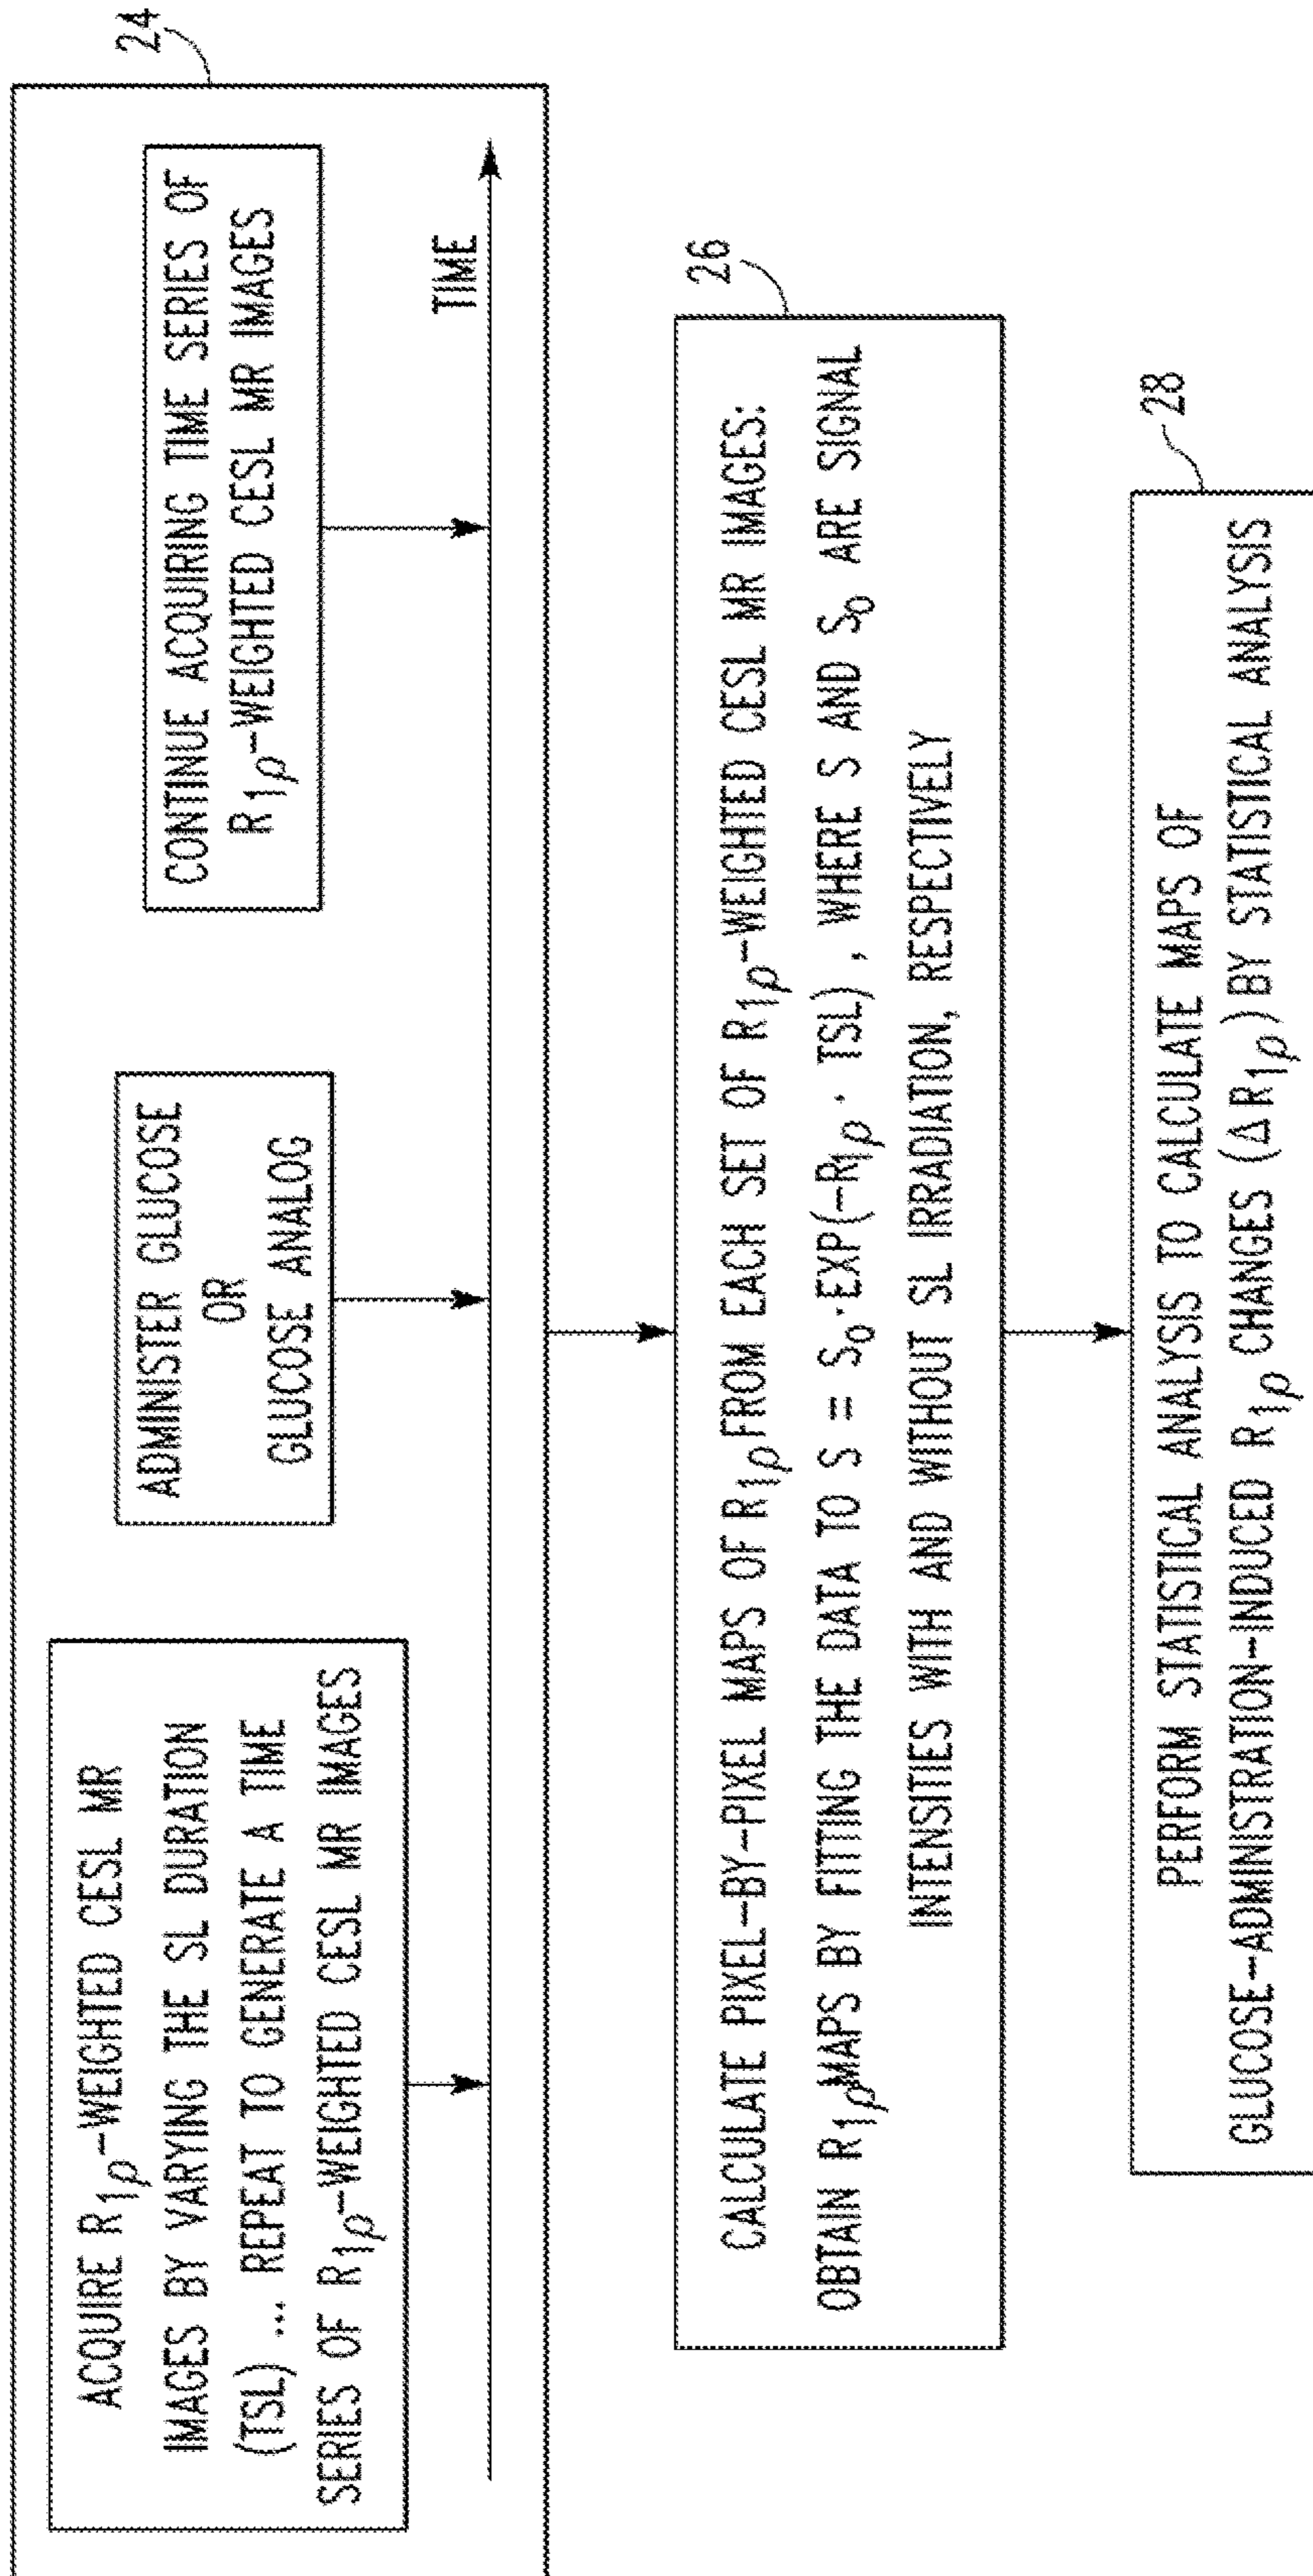 24
ACQUIRE R1ρ-WEIGHTED CESL MR
IMAGES BY VARYING THE SL DURATION
(TSL) ... REPEAT TO GENERATE A TIME
SERIES OF R1ρ-WEIGHTED CESL MR IMAGES
ADMINISTER GLUCOSE
OR
GLUCOSE ANALOG
CONTINUE ACQUIRING TIME SERIES OF
R1ρ-WEIGHTED CESL MR IMAGES
TIME
26
CALCULATE PIXEL-BY-PIXEL MAPS OF R1ρ FROM EACH SET OF R1ρ-WEIGHTED CESL MR IMAGES:
OBTAIN R1ρ MAPS BY FITTING THE DATA TO S = S0·EXP(-R1ρ · TSL), WHERE S AND S0 ARE SIGNAL
INTENSITIES WITH AND WITHOUT SL IRRADIATION, RESPECTIVELY
28
PERFORM STATISTICAL ANALYSIS TO CALCULATE MAPS OF
GLUCOSE-ADMINISTRATION-INDUCED R1ρ CHANGES (Δ R1ρ) BY STATISTICAL ANALYSIS